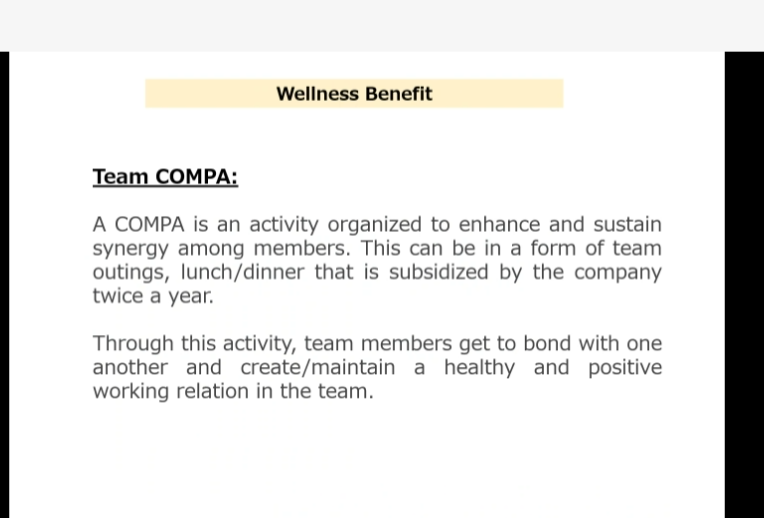 Wellness Benefit
Team COMPA:
A COMPA is an activity organized to enhance and sustain
synergy among members. This can be in a form of team
outings, lunch/dinner that is subsidized by the company
twice a year.
Through this activity, team members get to bond with one
another and create/maintain a healthy and positive
working relation in the team.